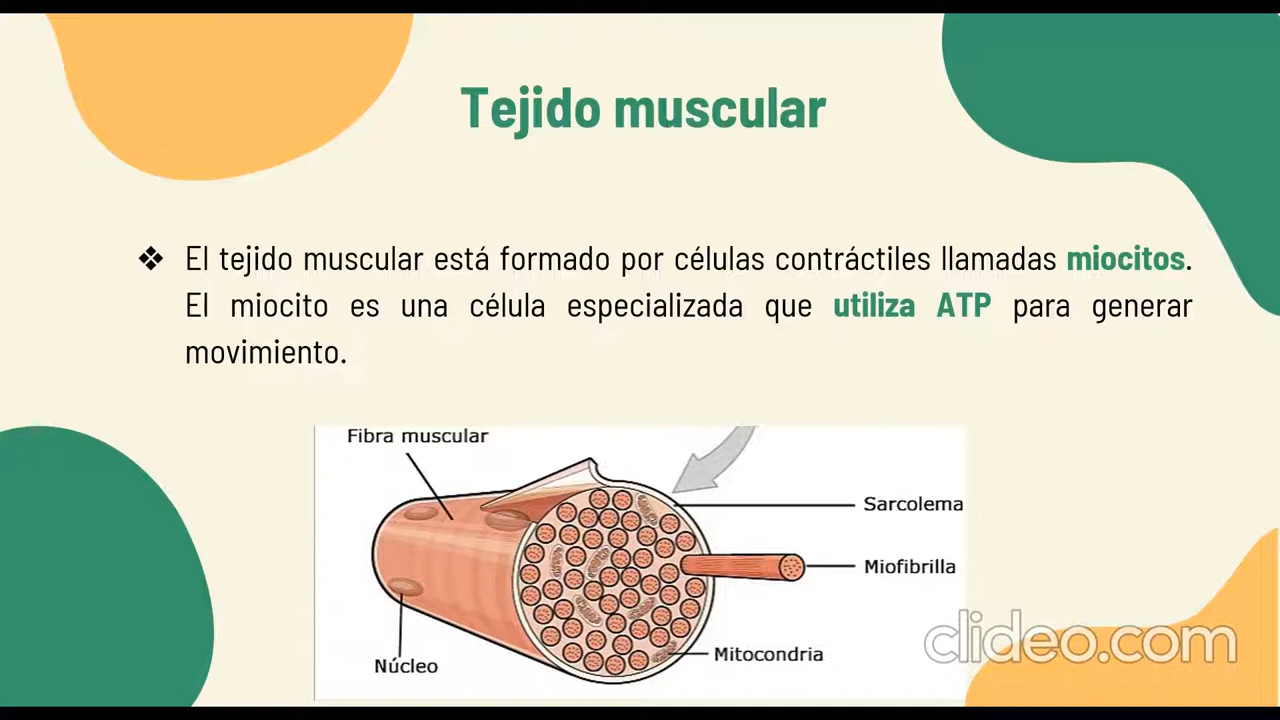 Tejido muscular
❖ El tejido muscular está formado por células contráctiles llamadas miocitos.
El miocito es una célula especializada que utiliza ATP para generar
movimiento.
Fibra muscular
Sarcolema
Miofibrilla
Mitocondria
Núcleo
clideo.com